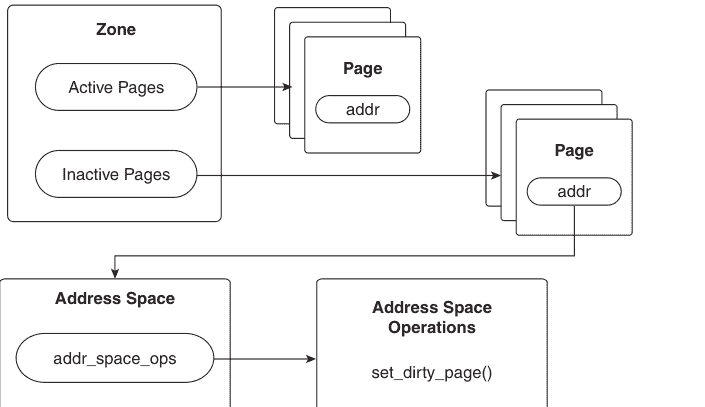 Zone
Active Pages
Page
addr
Inactive Pages
Page
addr
Address Space
addr_space_ops
Address Space
Operations
set_dirty_page()